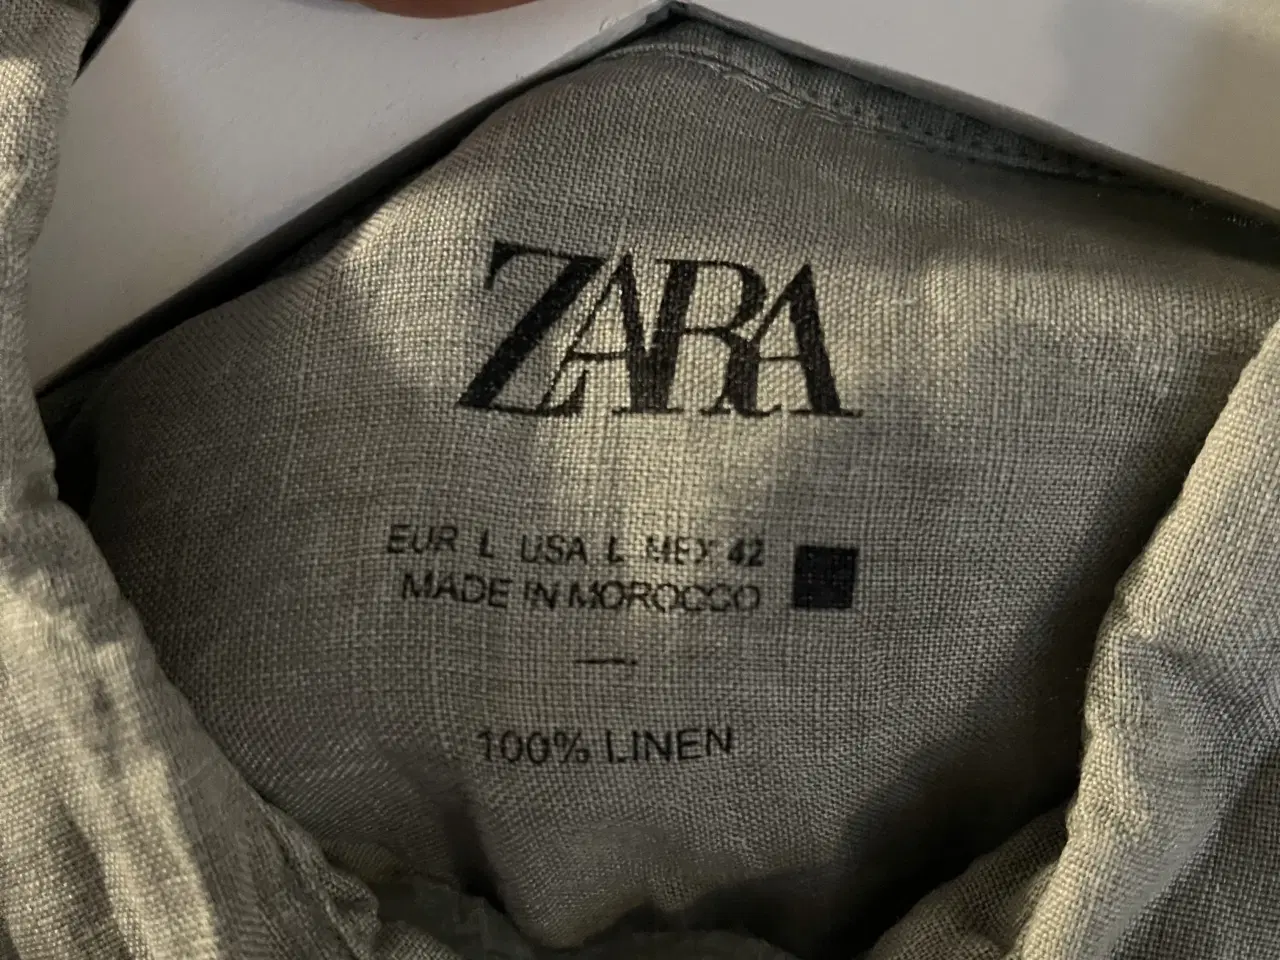 ZARA
EUR L USA L MEX 42
MADE IN MOROCCO
100% LINEN